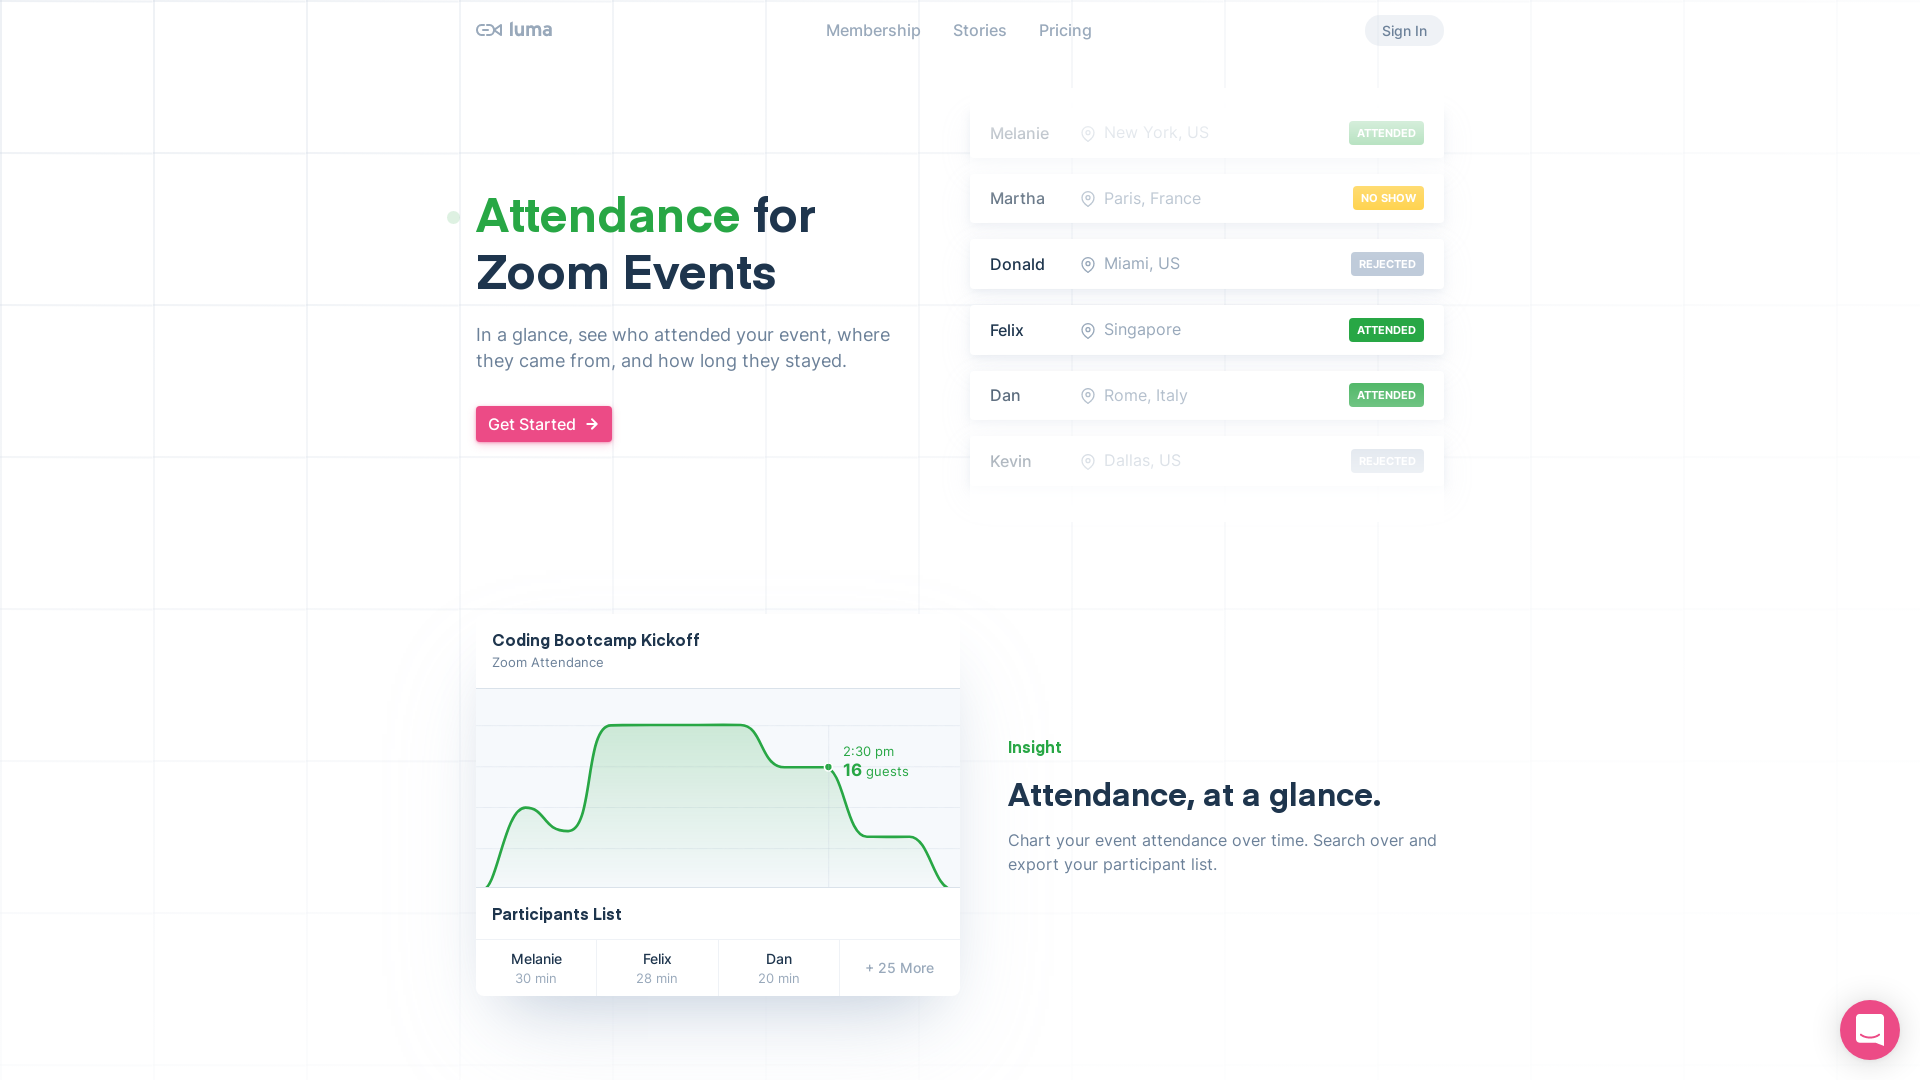 luma
Membership
Stories
Pricing
Sign In
Attendance for
Zoom Events
In a glance, see who attended your event, where
they came from, and how long they stayed.
Get Started
Melanie New York, US ATTENDED
Martha Paris, France NO SHOW
Donald Miami, US REJECTED
Felix Singapore ATTENDED
Dan Rome, Italy ATTENDED
Kevin Dallas, US REJECTED
Coding Bootcamp Kickoff
Zoom Attendance
2:30 pm
16 guests
Participants List
Melanie
30 min
Felix
28 min
Dan
20 min
+ 25 More
Insight
Attendance, at a glance.
Chart your event attendance over time. Search over and
export your participant list.